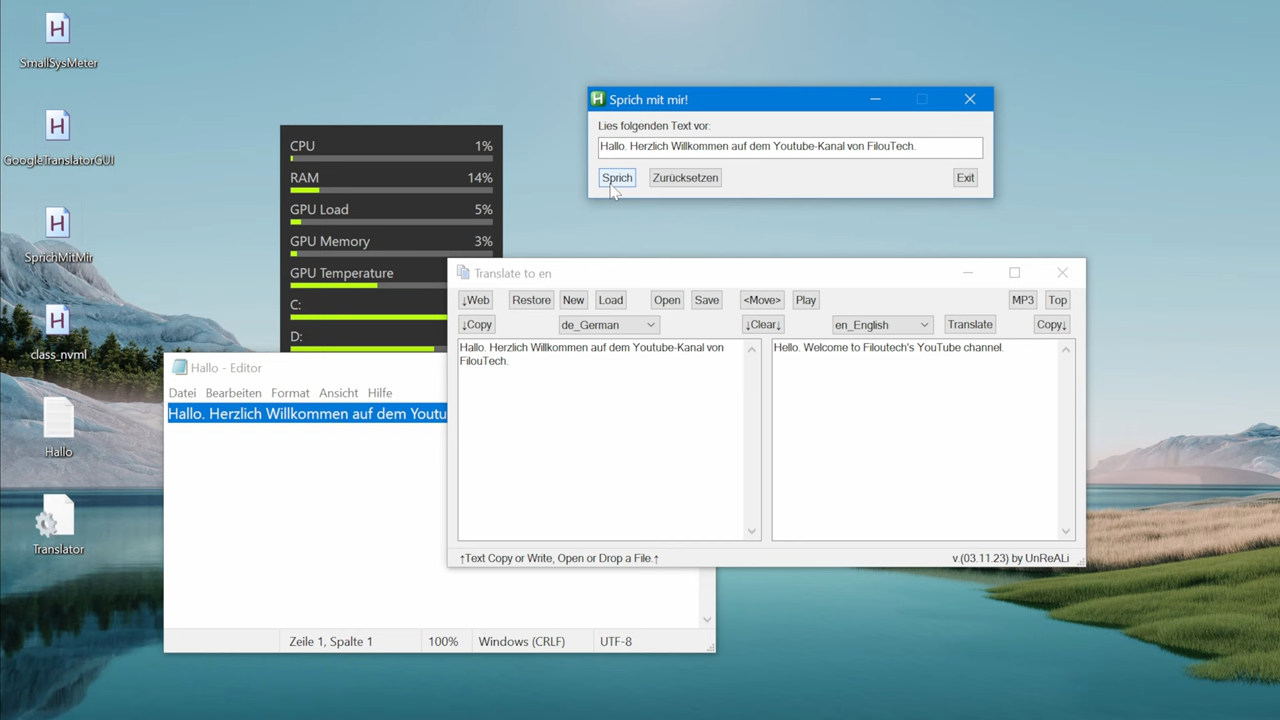 SmallSysMeter
GoogleTranslatorGUI
SprichMitMir
class_nvml
Hallo
Translator
CPU 1%
RAM 14%
GPU Load 5%
GPU Memory 3%
GPU Temperature
C:
D:
Sprich mit mir!
Lies folgenden Text vor:
Hallo. Herzlich Willkommen auf dem Youtube-Kanal von FilouTech.
Sprich Zurücksetzen Exit
Translate to en
↓Web Restore New Load Open Save <Move> Play MP3 Top
↓Copy de_German ↓Clear↓ en_English Translate Copy↓
Hallo. Herzlich Willkommen auf dem Youtube-Kanal von
FilouTech.
Hello. Welcome to Filoutech's YouTube channel.
↑Text Copy or Write, Open or Drop a File.↑ v.(03.11.23) by UnReALi
Hallo - Editor
Datei Bearbeiten Format Ansicht Hilfe
Hallo. Herzlich Willkommen auf dem Youtu
Zeile 1, Spalte 1 100% Windows (CRLF) UTF-8